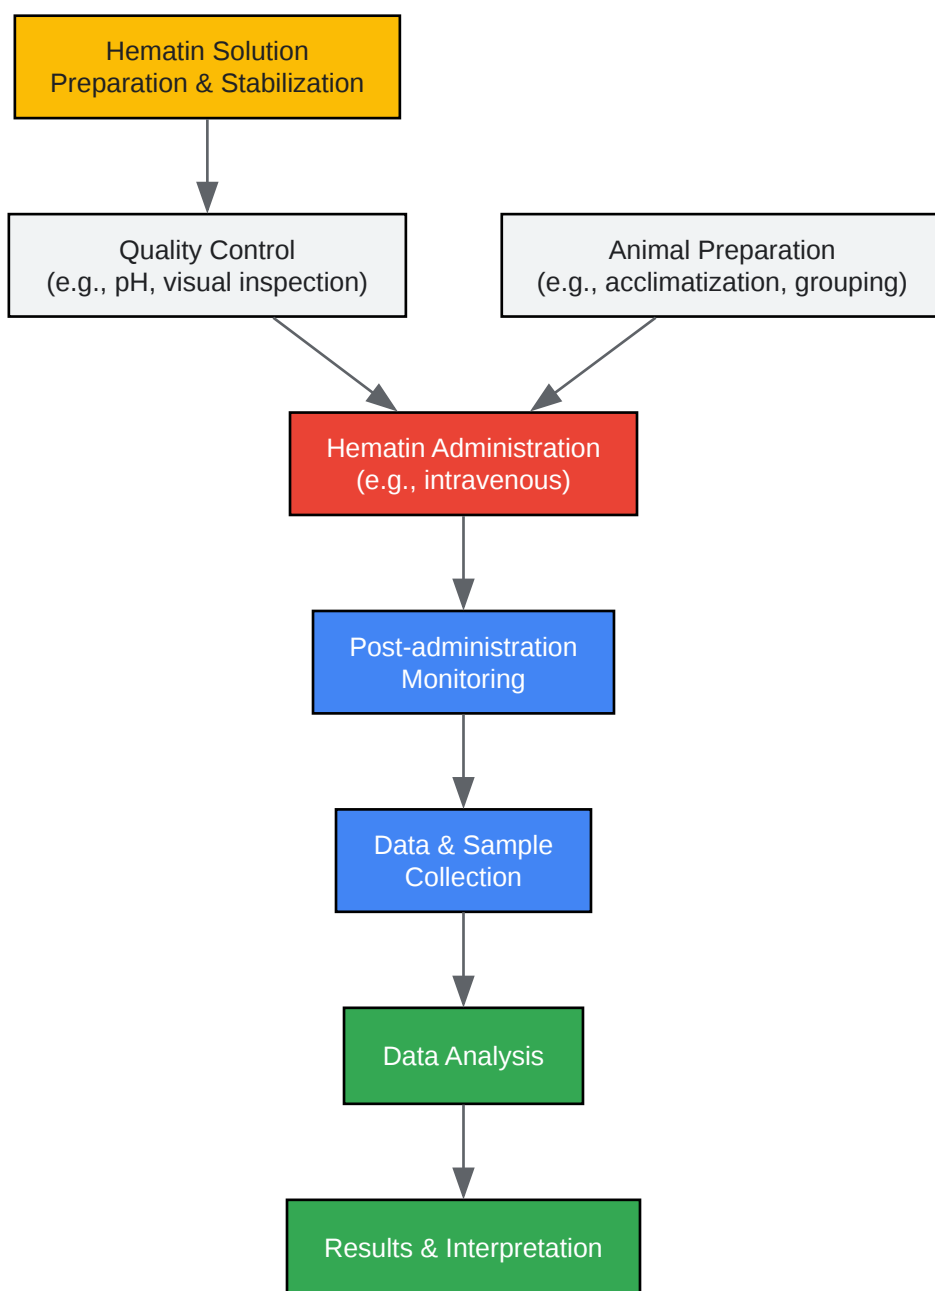 Hematin Solution
Preparation & Stabilization
Quality Control
(e.g., pH, visual inspection)
Animal Preparation
(e.g., acclimatization, grouping)
Hematin Administration
(e.g., intravenous)
Post-administration
Monitoring
Data & Sample
Collection
Data Analysis
Results & Interpretation